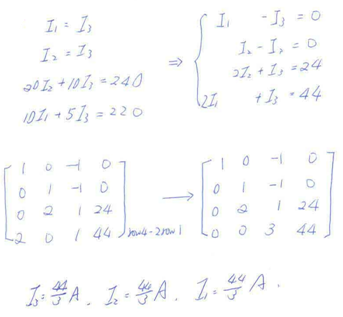 I₁ = I₃
I₂ = I₃
20I₂ + 10I₃ = 240
10I₁ + 5I₃ = 220
⇒
I₁ - I₃ = 0
I₂ - I₃ = 0
2I₂ + I₃ = 24
2I₁ + I₃ = 44
1 0 -1 0
0 1 -1 0
0 2 1 24
2 0 1 44 row4-2row1
→
1 0 -1 0
0 1 -1 0
0 2 1 24
0 0 3 44
I₃ = 44/3 A. I₂ = 44/3 A. I₁ = 44/3 A.